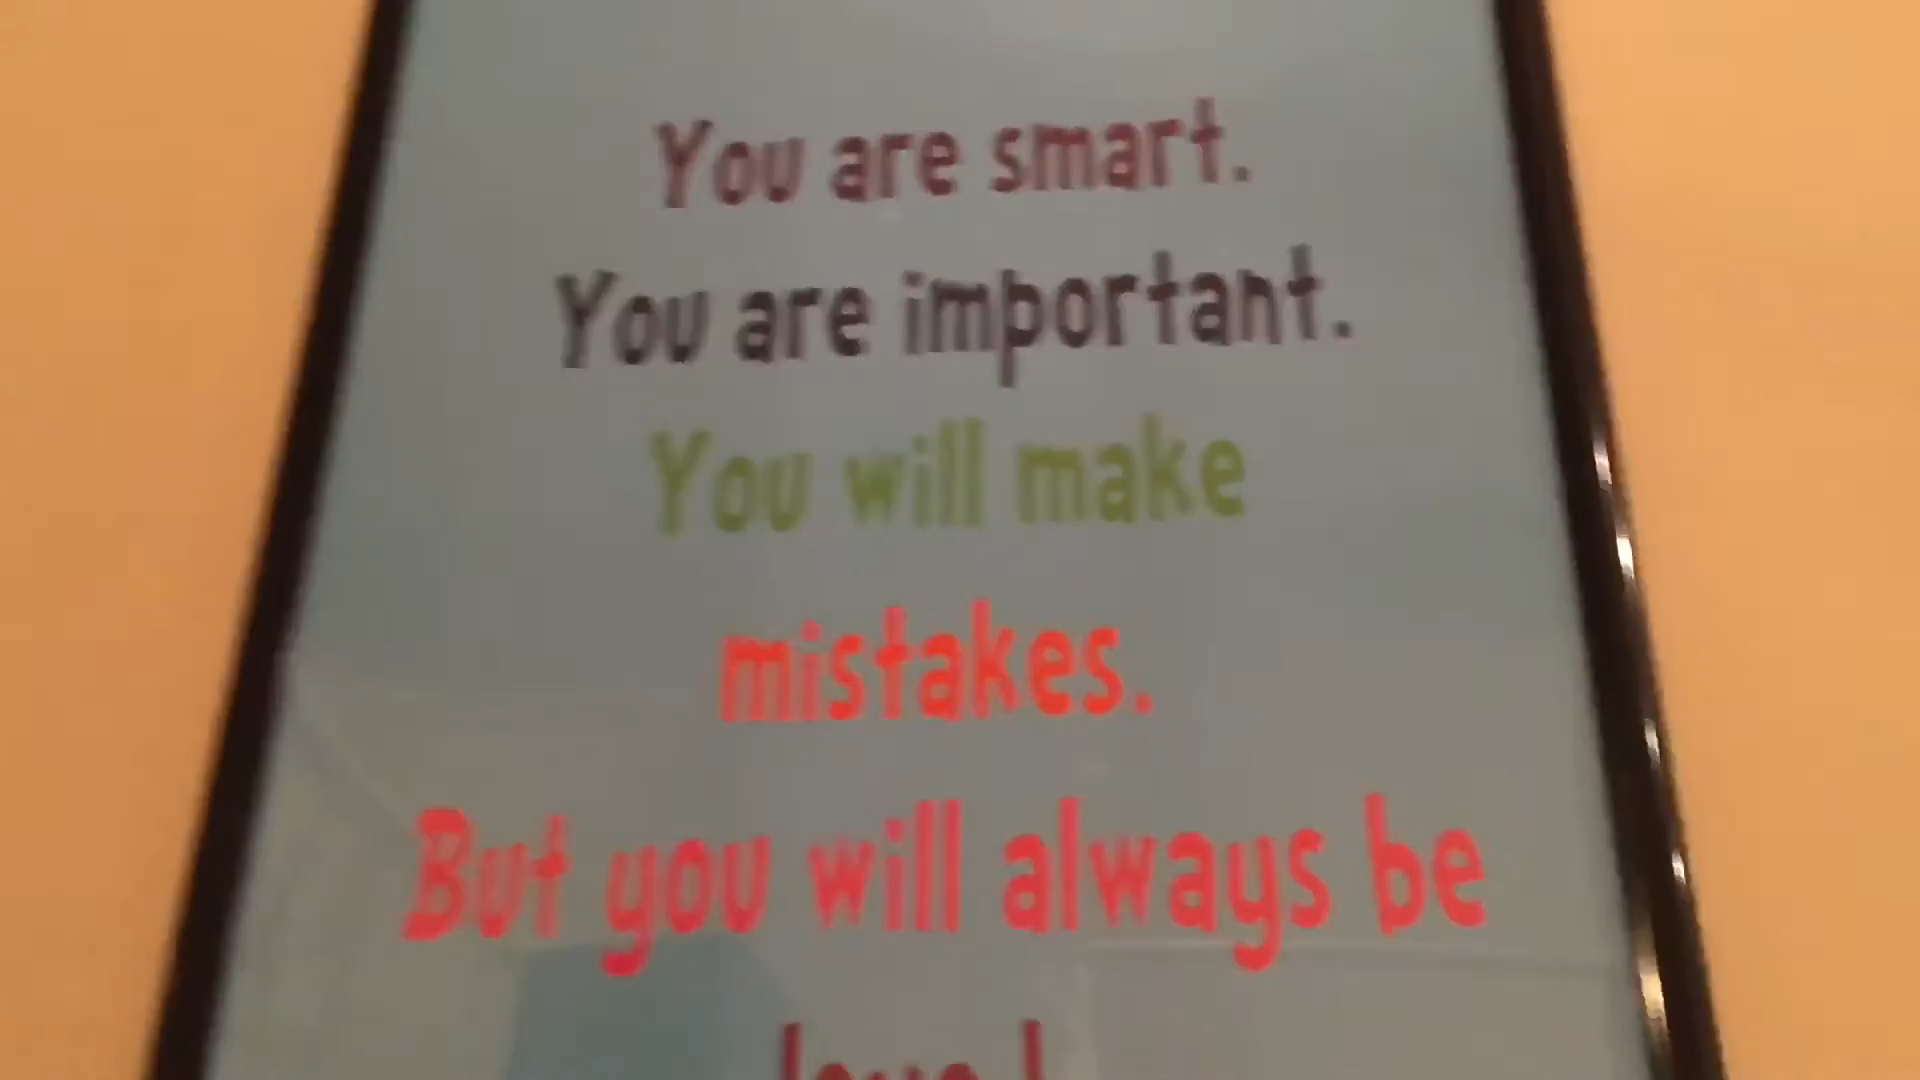 You are smart.
You are important.
You will make
mistakes.
But you will always be